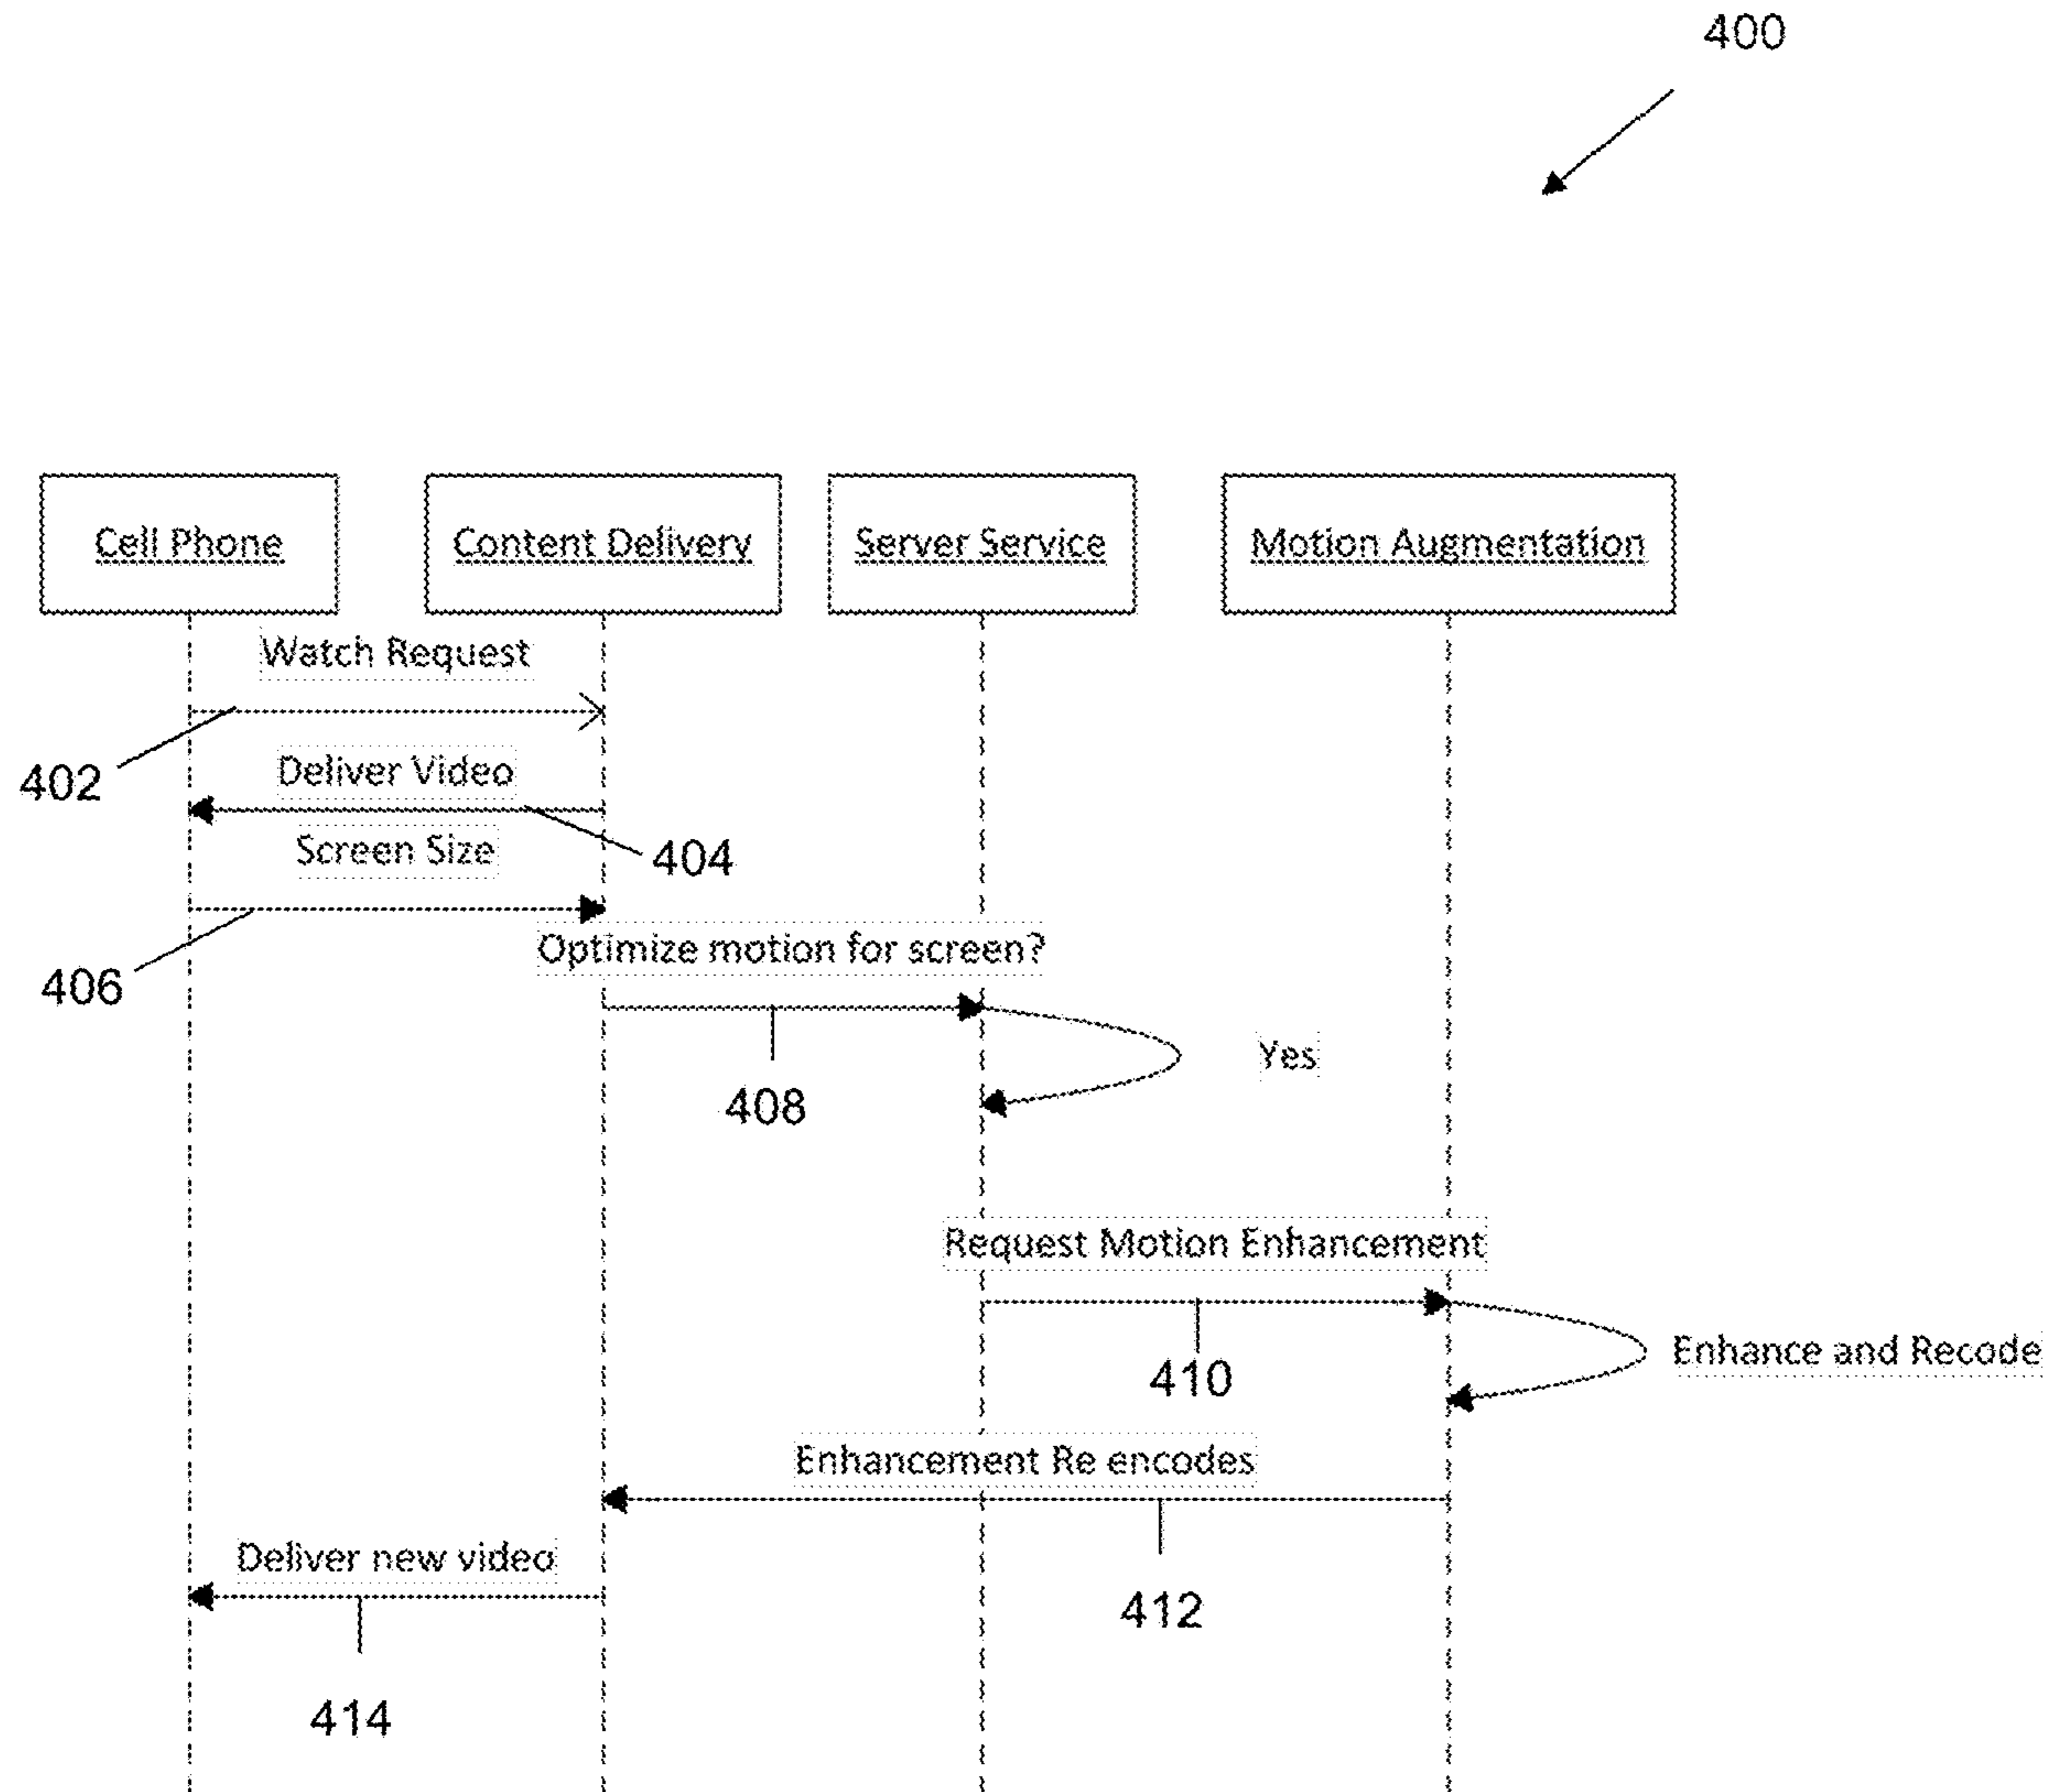 400
Cell Phone
Content Delivery
Server Service
Motion Augmentation
Watch Request
402
Deliver Video
404
Screen Size
406
Optimize motion for screen?
408
Yes
Request Motion Enhancement
410
Enhance and Recode
Enhancement Re encodes
412
Deliver new video
414